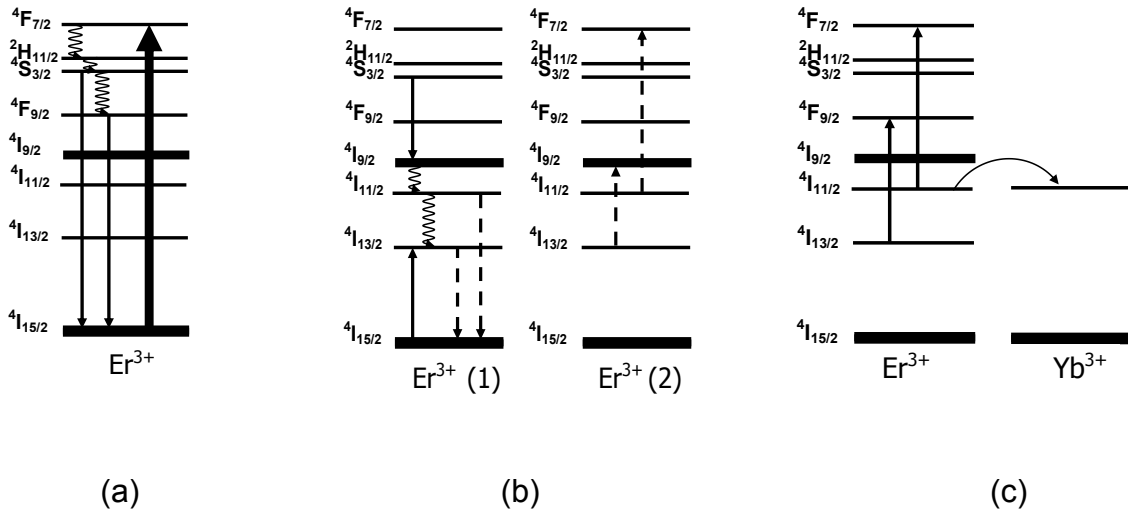 ⁴F₇/₂
²H₁₁/₂
⁴S₃/₂
⁴F₉/₂
⁴I₉/₂
⁴I₁₁/₂
⁴I₁₃/₂
⁴I₁₅/₂
Er³⁺
(a)
⁴F₇/₂
²H₁₁/₂
⁴S₃/₂
⁴F₉/₂
⁴I₉/₂
⁴I₁₁/₂
⁴I₁₃/₂
⁴I₁₅/₂
Er³⁺ (1)
⁴F₇/₂
²H₁₁/₂
⁴S₃/₂
⁴F₉/₂
⁴I₉/₂
⁴I₁₁/₂
⁴I₁₃/₂
⁴I₁₅/₂
Er³⁺ (2)
(b)
⁴F₇/₂
²H₁₁/₂
⁴S₃/₂
⁴F₉/₂
⁴I₉/₂
⁴I₁₁/₂
⁴I₁₃/₂
⁴I₁₅/₂
Er³⁺
Yb³⁺
(c)